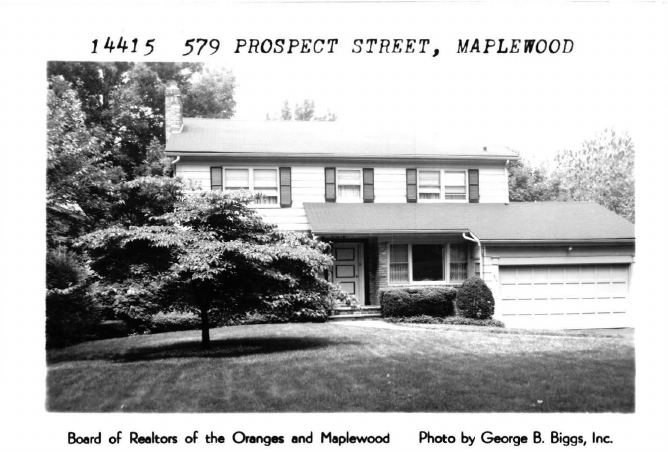 14415 579 PROSPECT STREET, MAPLEWOOD
Board of Realtors of the Oranges and Maplewood Photo by George B. Biggs, Inc.